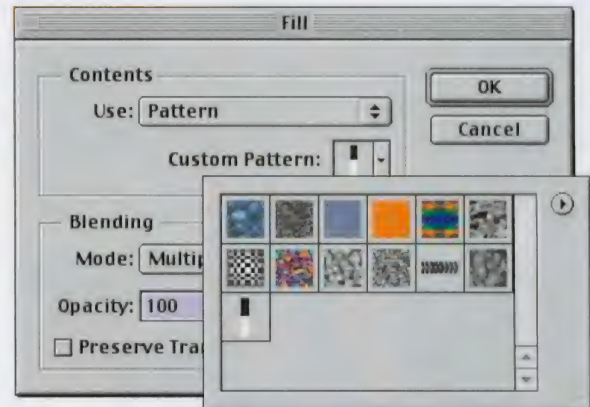 Fill
Contents
Use: Pattern
OK
Cancel
Custom Pattern:
Blending
Mode: Multip
Opacity: 100
Preserve Tra